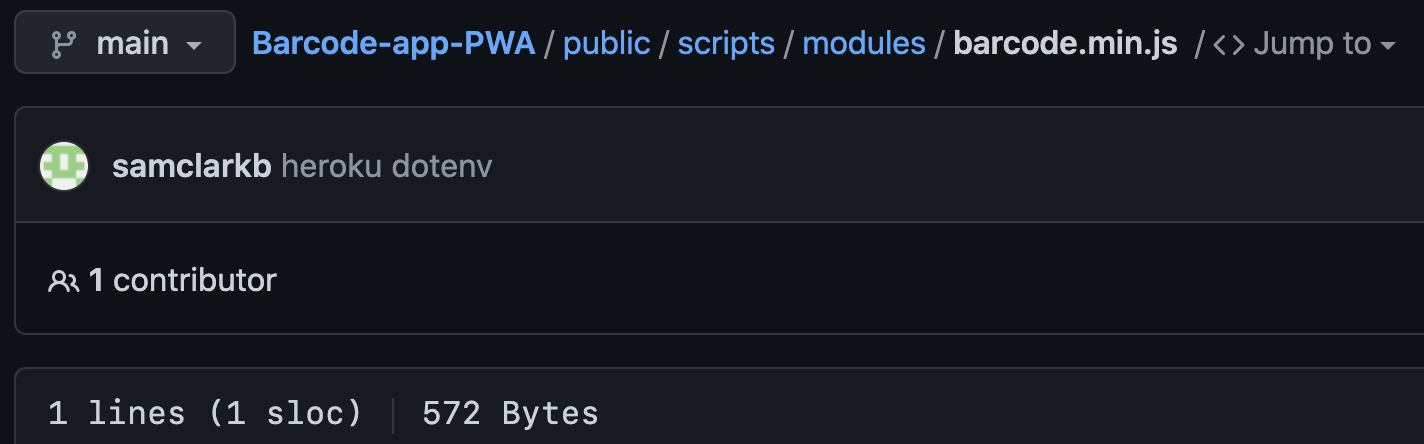 main Barcode-app-PWA / public / scripts / modules / barcode.min.js / <> Jump to
samclarkb heroku dotenv
1 contributor
1 lines (1 sloc) | 572 Bytes